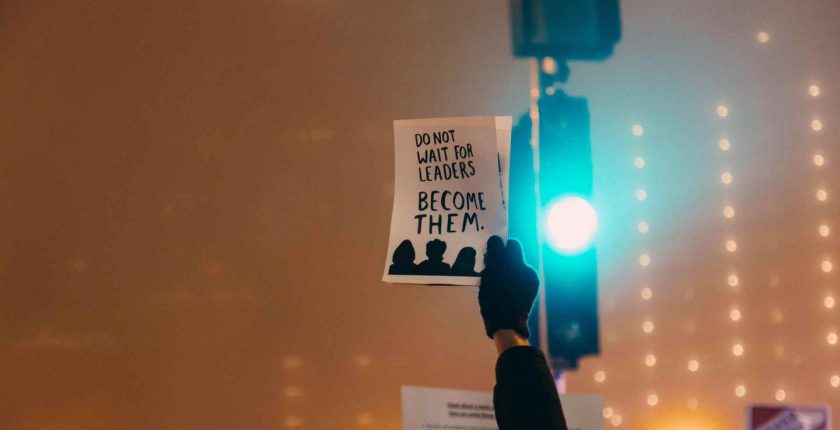 DO NOT
WAIT FOR
LEADERS
BECOME
THEM.